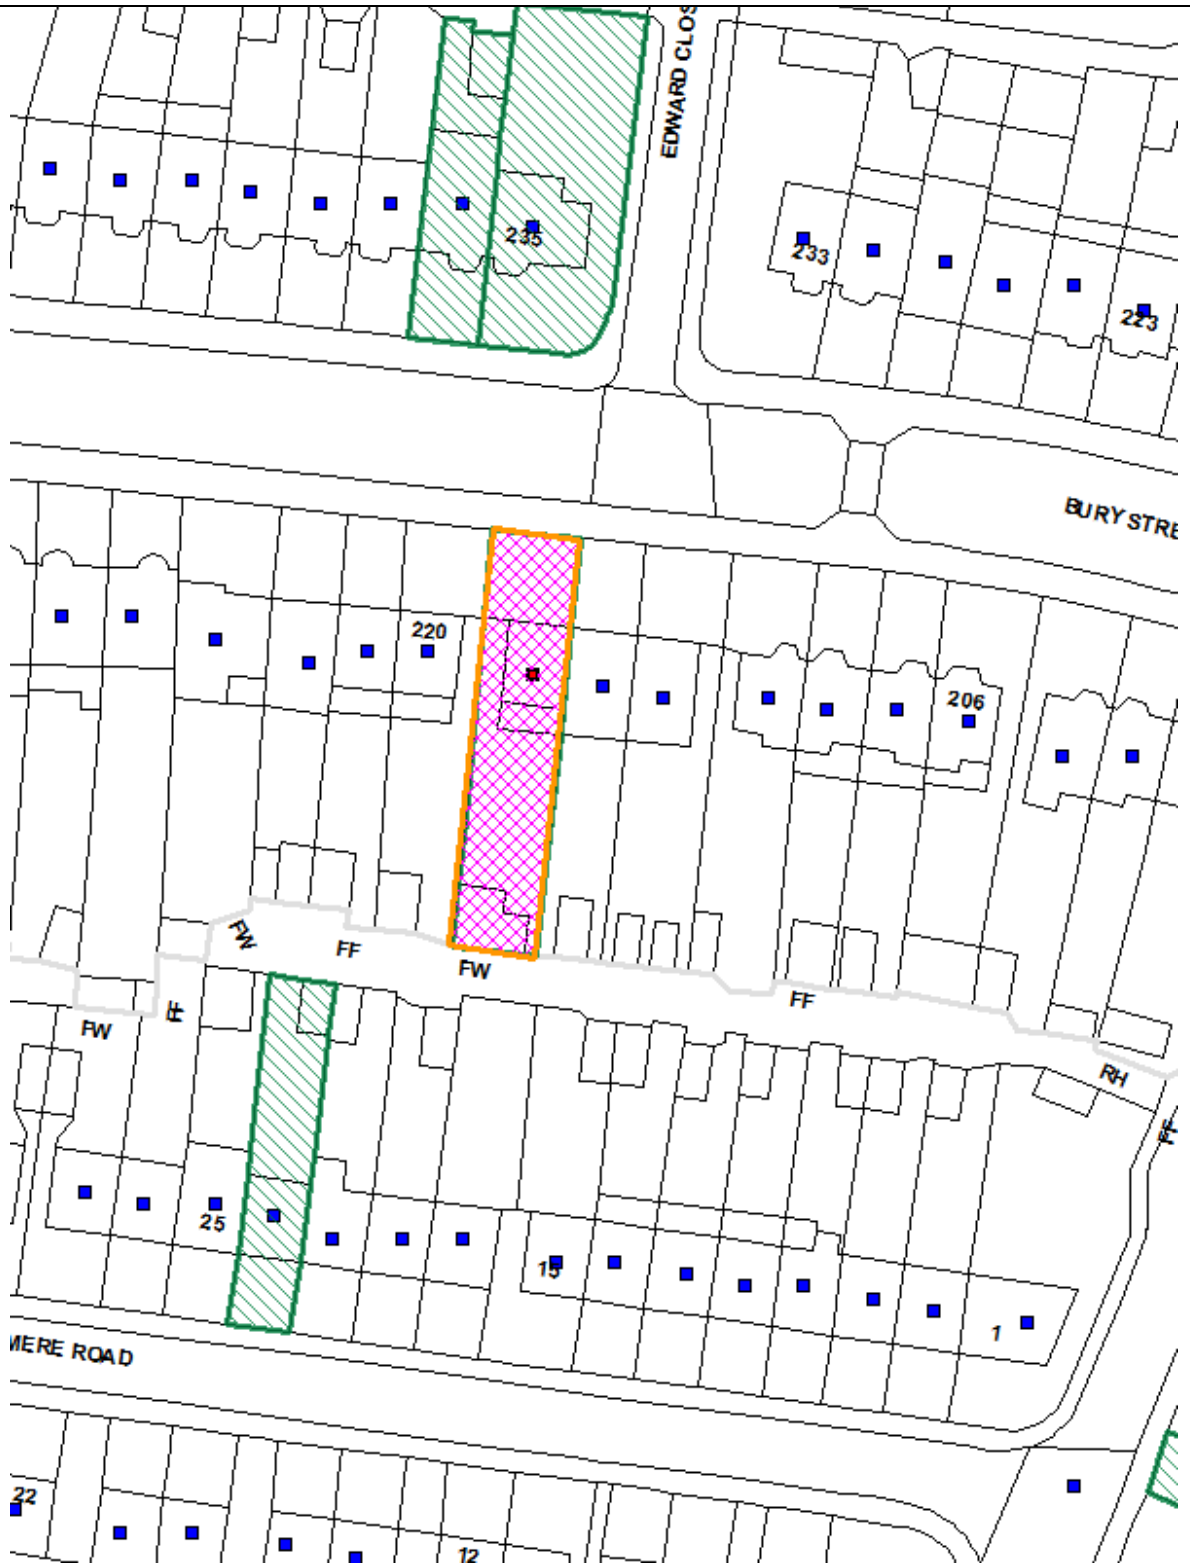 EDWARD CLOS
235
233
223
BURY STRE
220
206
FW
FF
FW
FF
FF
FW
RH
FF
25
15
1
MERE ROAD
22
12